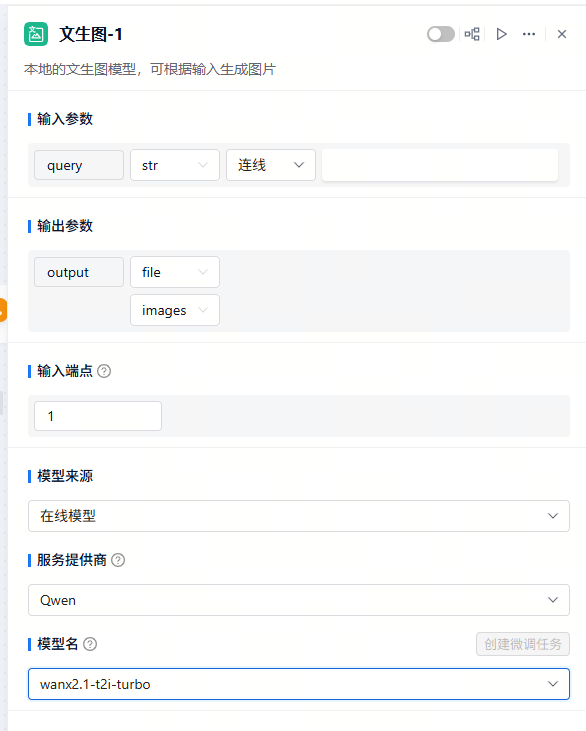 文生图-1
本地的文生图模型，可根据输入生成图片
输入参数
query str 连线
输出参数
output file
images
输入端点
1
模型来源
在线模型
服务提供商
Qwen
模型名 创建微调任务
wanx2.1-t2i-turbo